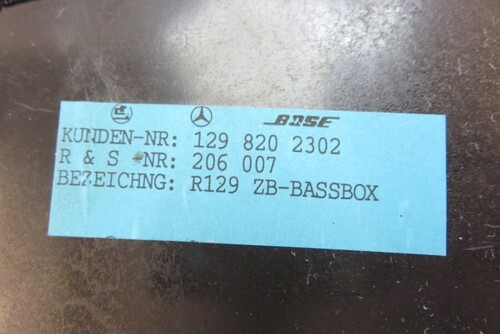 BOSE
KUNDEN-NR: 129 820 2302
R & S -NR: 206 007
BEZEICHNG: R129 ZB-BASSBOX